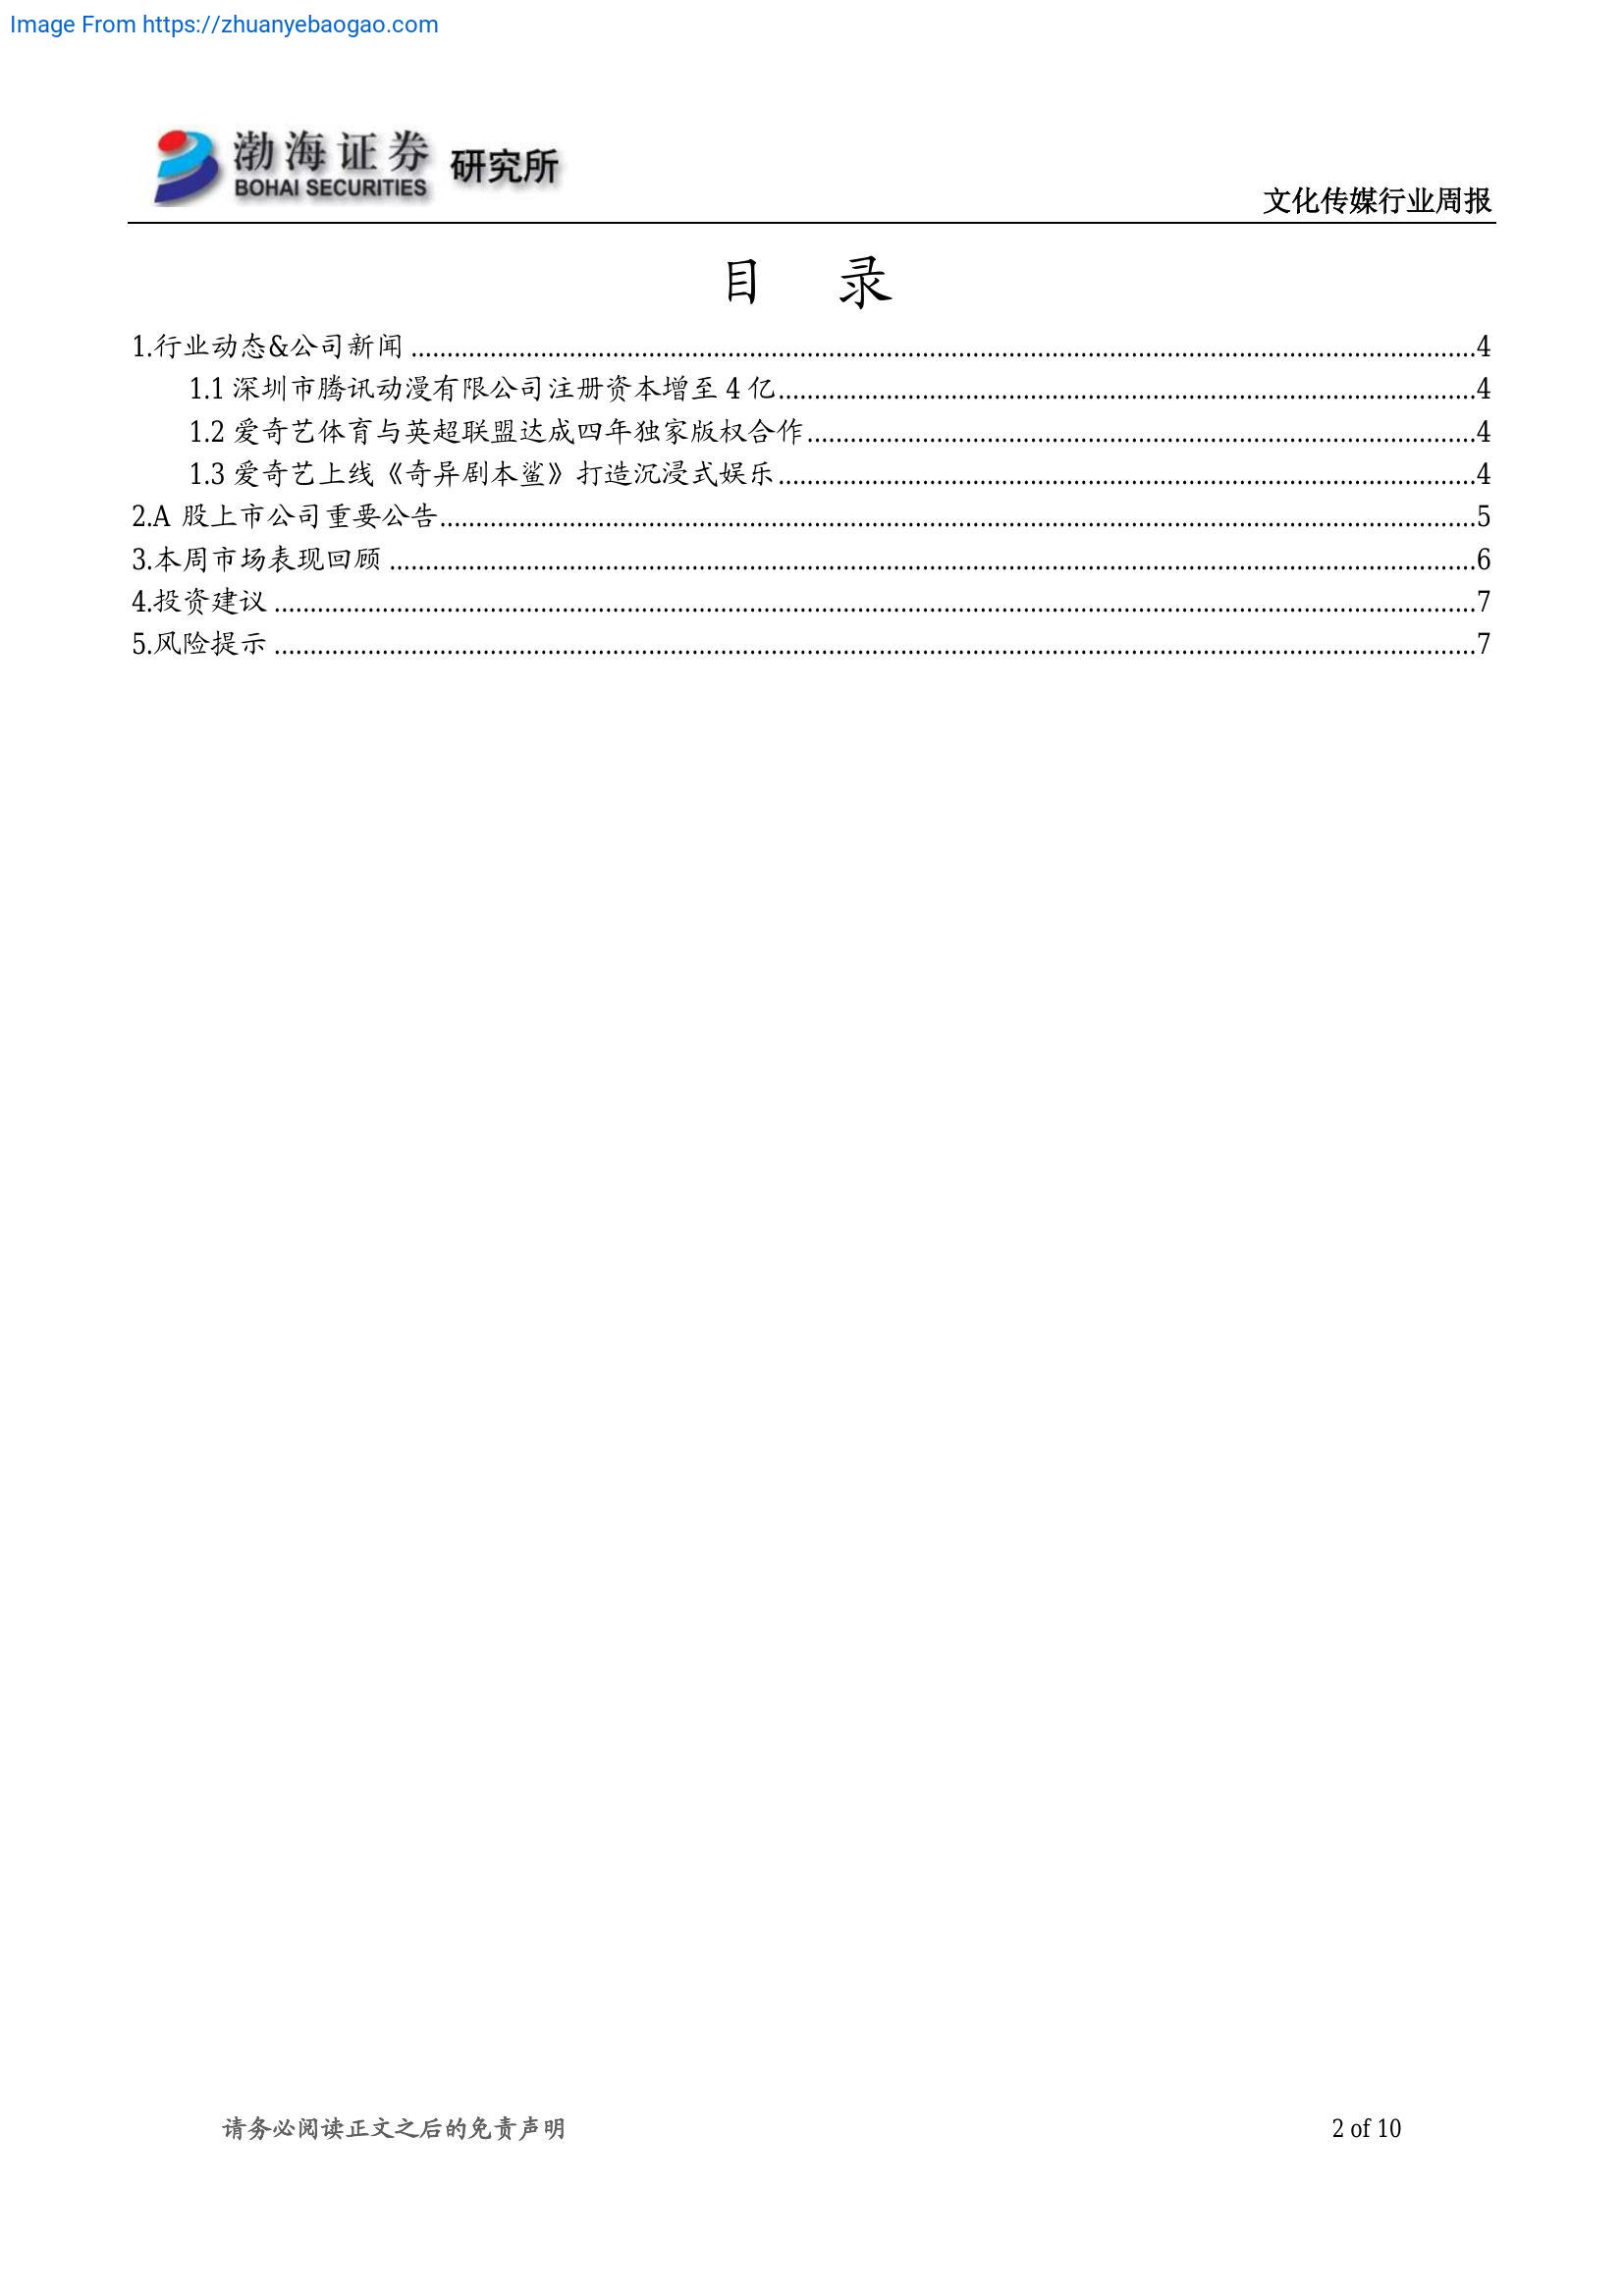 Image From https://zhuanyebaogao.com
渤海证券 研究所
BOHAI SECURITIES
文化传媒行业周报
目 录
1.行业动态&公司新闻 ........ 4
1.1 深圳市腾讯动漫有限公司注册资本增至 4 亿 ........ 4
1.2 爱奇艺体育与英超联盟达成四年独家版权合作 ........ 4
1.3 爱奇艺上线《奇异剧本鲨》打造沉浸式娱乐 ........ 4
2.A 股上市公司重要公告 ........ 5
3.本周市场表现回顾 ........ 6
4.投资建议 ........ 7
5.风险提示 ........ 7
请务必阅读正文之后的免责声明 2 of 10